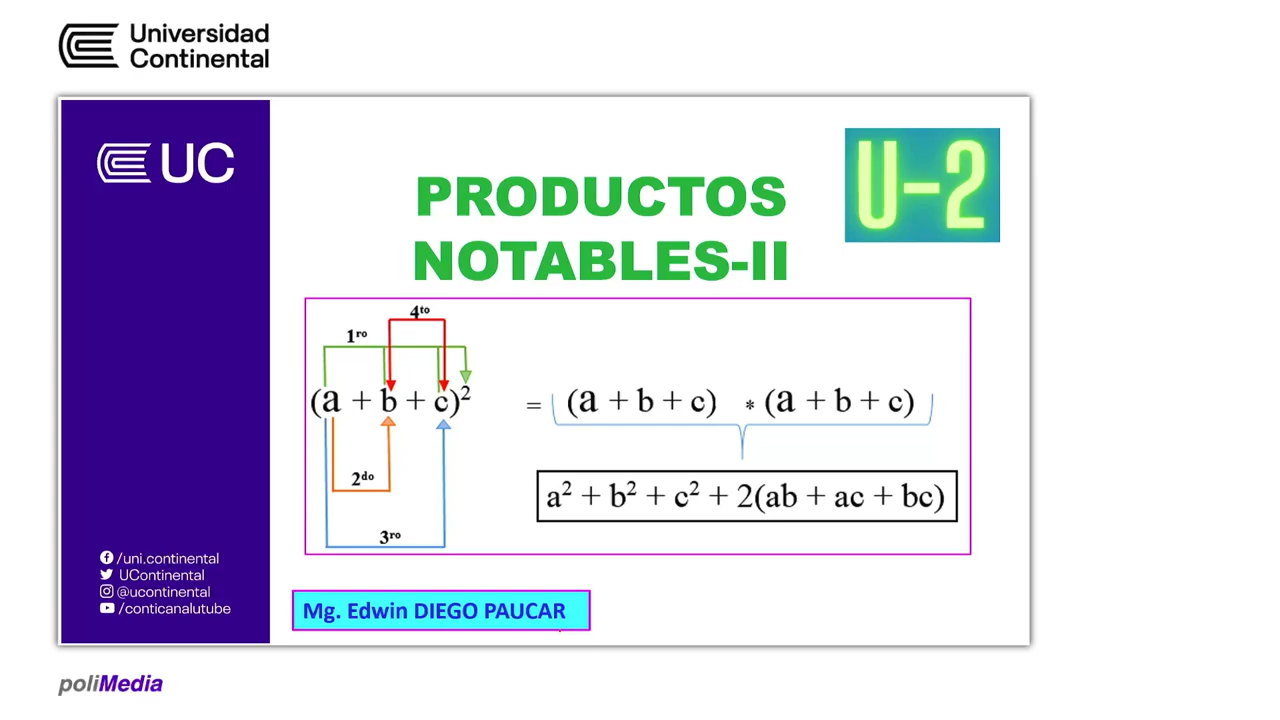 Universidad
Continental
UC
U-2
PRODUCTOS
NOTABLES-II
4ᵗᵒ
1ʳᵒ
(a + b + c)² = (a + b + c) * (a + b + c)
2ᵈᵒ
a² + b² + c² + 2(ab + ac + bc)
3ʳᵒ
/uni.continental
UContinental
@ucontinental
/conticanalutube
Mg. Edwin DIEGO PAUCAR
poliMedia